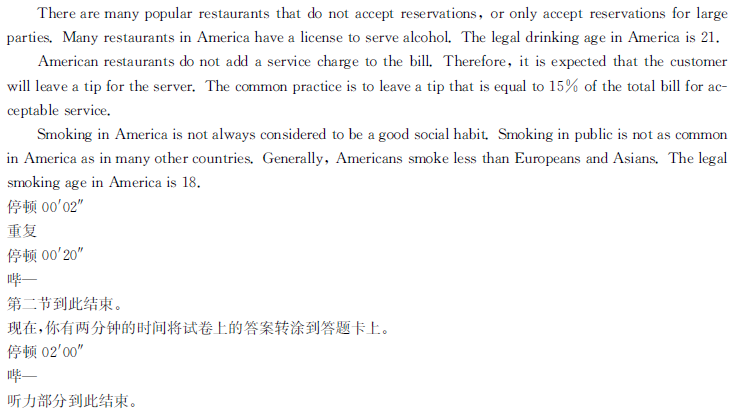 There are many popular restaurants that do not accept reservations, or only accept reservations for large
parties. Many restaurants in America have a license to serve alcohol. The legal drinking age in America is 21.
American restaurants do not add a service charge to the bill. Therefore, it is expected that the customer
will leave a tip for the server. The common practice is to leave a tip that is equal to 15% of the total bill for ac-
ceptable service.
Smoking in America is not always considered to be a good social habit. Smoking in public is not as common
in America as in many other countries. Generally, Americans smoke less than Europeans and Asians. The legal
smoking age in America is 18.
停顿 00′02″
重复
停顿 00′20″
哔—
第二节到此结束。
现在,你有两分钟的时间将试卷上的答案转涂到答题卡上。
停顿 02′00″
哔—
听力部分到此结束。